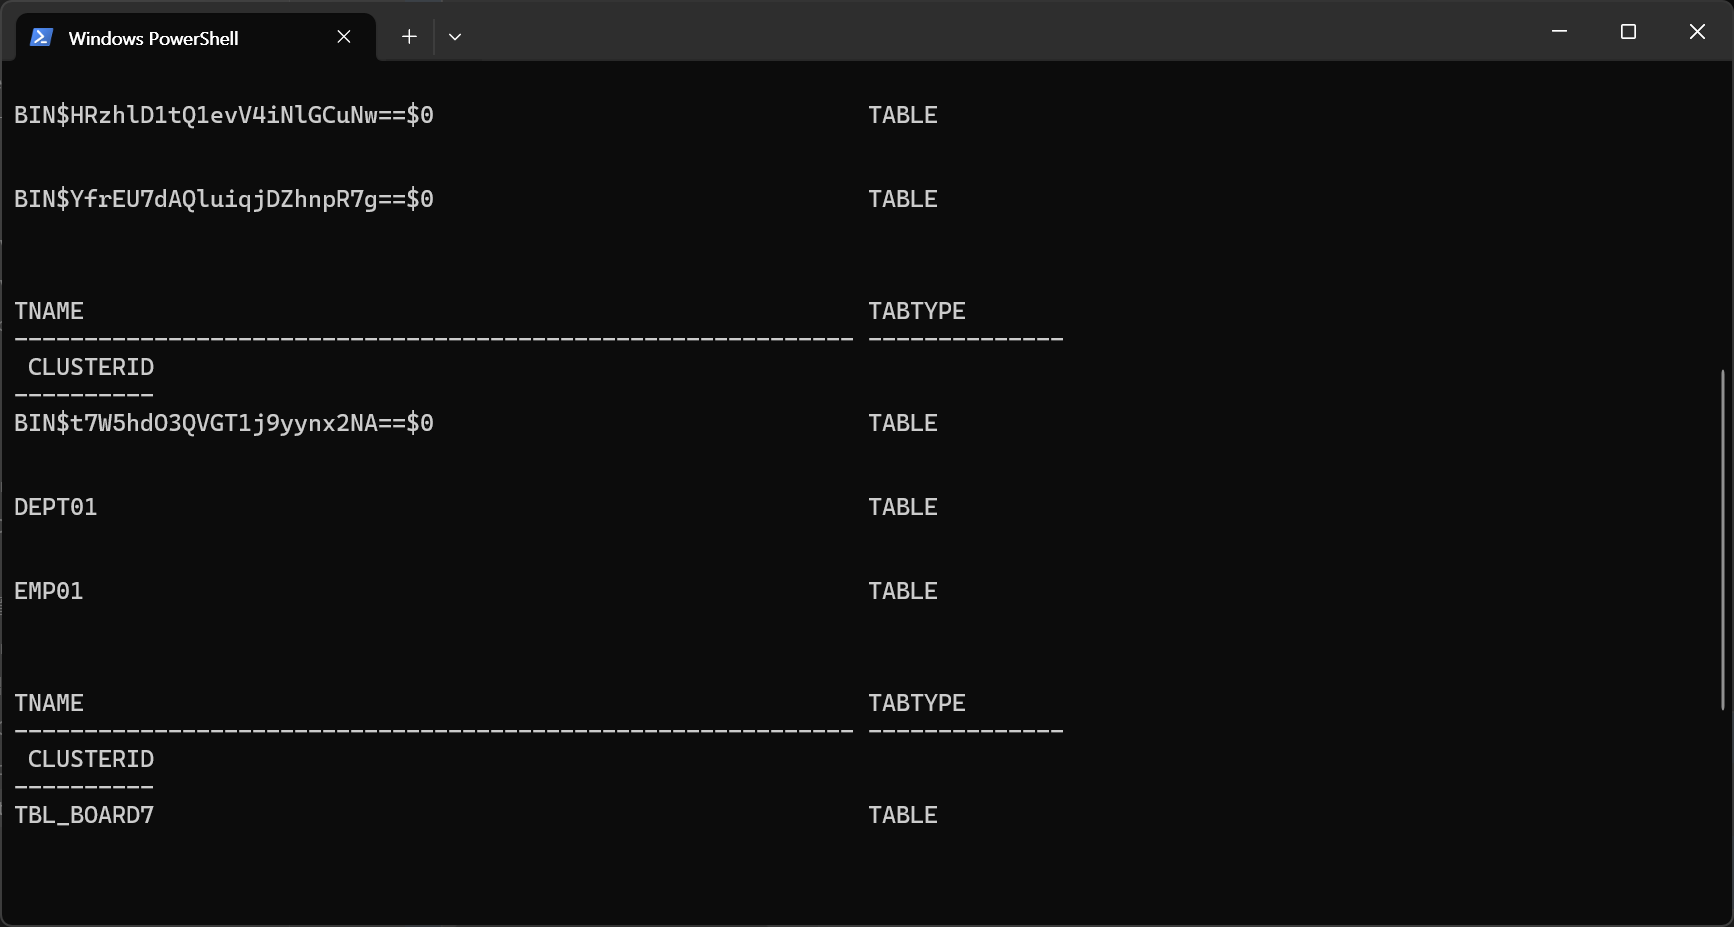 Windows PowerShell
BIN$HRzhlD1tQ1evV4iNlGCuNw==$0 TABLE
BIN$YfrEU7dAQluiqjDZhnpR7g==$0 TABLE
TNAME TABTYPE
------------------------------------------------------------ --------------
CLUSTERID
----------
BIN$t7W5hdO3QVGT1j9yynx2NA==$0 TABLE
DEPT01 TABLE
EMP01 TABLE
TNAME TABTYPE
------------------------------------------------------------ --------------
CLUSTERID
----------
TBL_BOARD7 TABLE